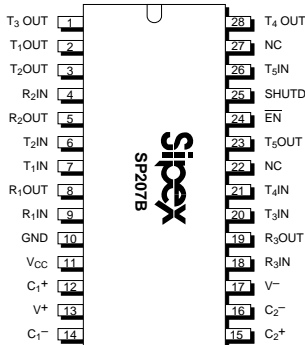 T3 OUT 1 28 T4 OUT
T1OUT 2 27 NC
T2OUT 3 26 T5IN
R2IN 4 25 SHUTD
R2OUT 5 24 EN
T2IN 6 23 T5OUT
T1IN 7 22 NC
R1OUT 8 21 T4IN
R1IN 9 20 T3IN
GND 10 19 R3OUT
VCC 11 18 R3IN
C1+ 12 17 V−
V+ 13 16 C2−
C1− 14 15 C2+
Sipex
SP207B